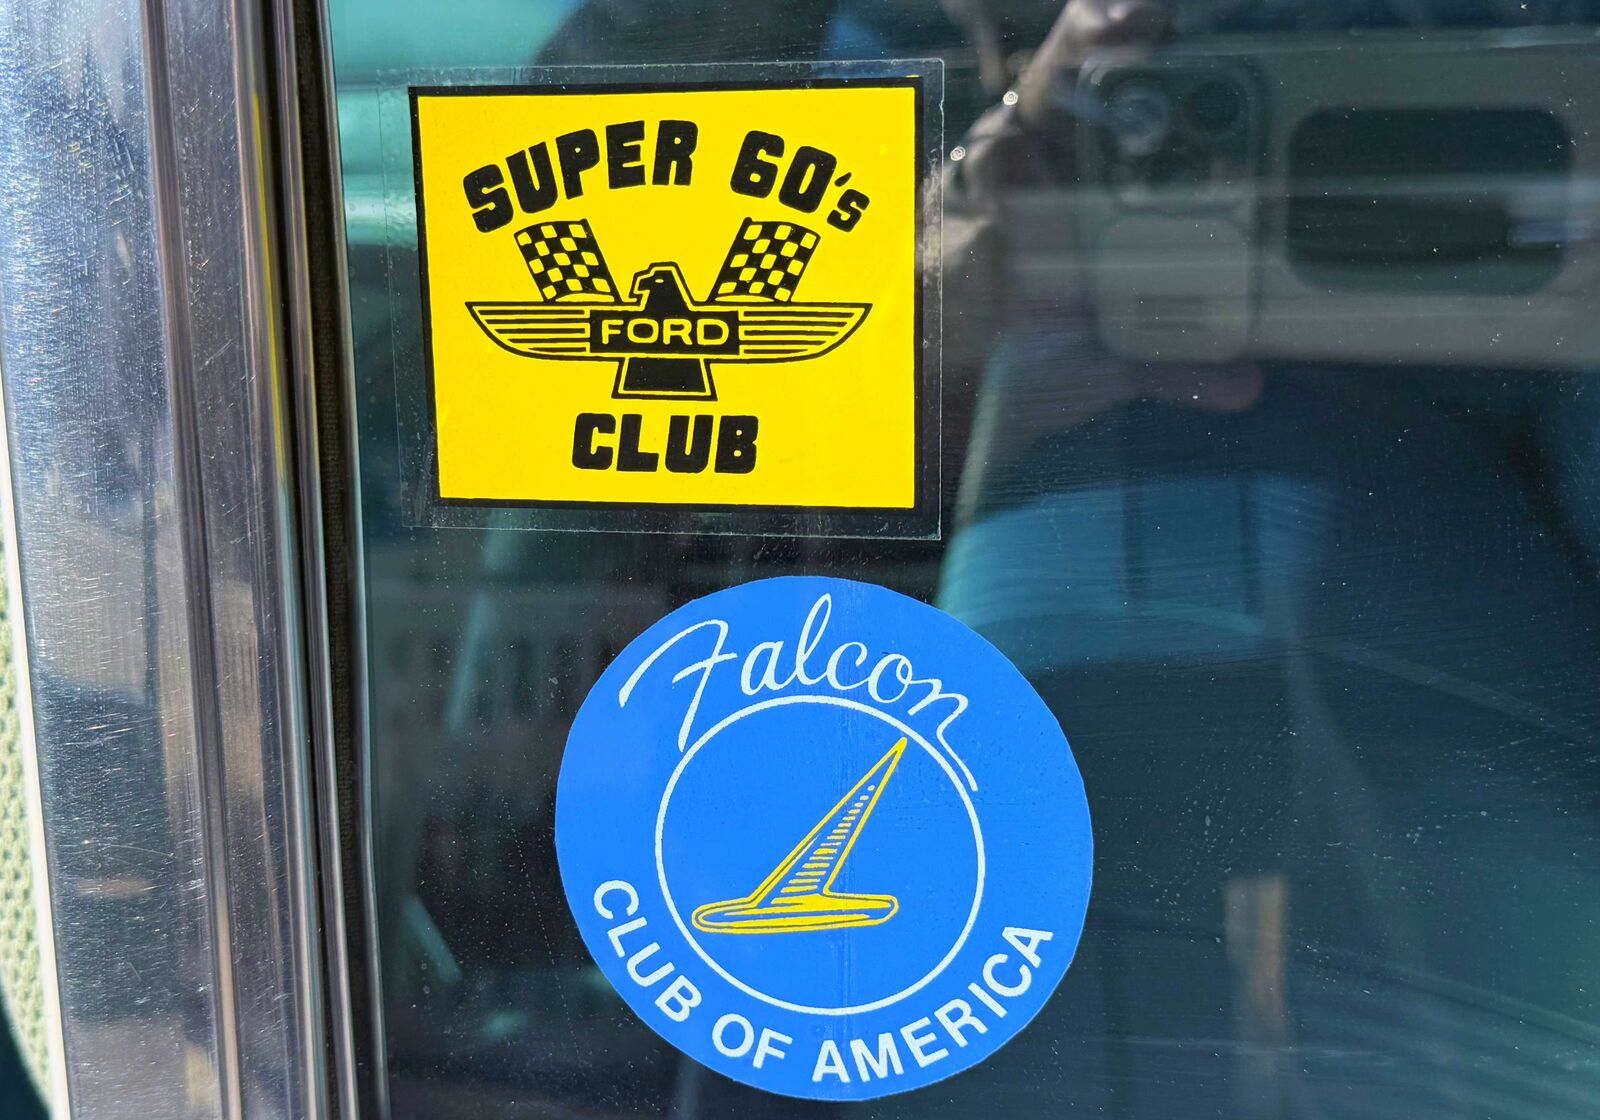 SUPER 60's
FORD
CLUB
Falcon
CLUB OF AMERICA